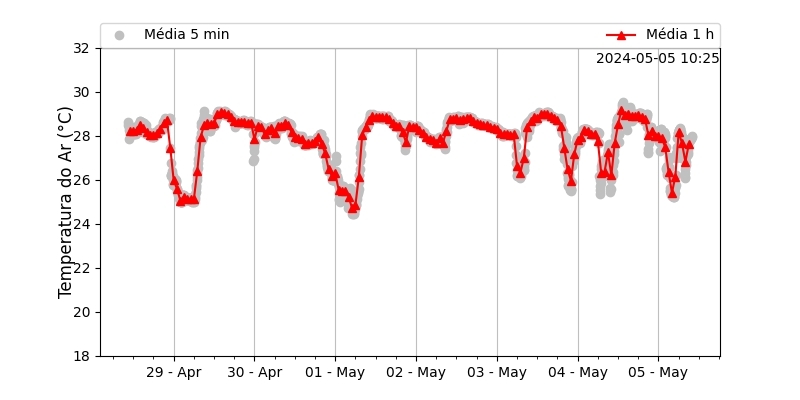 Média 5 min
Média 1 h
2024-05-05 10:25
Temperatura do Ar (°C)
32
30
28
26
24
22
20
18
29 - Apr
30 - Apr
01 - May
02 - May
03 - May
04 - May
05 - May